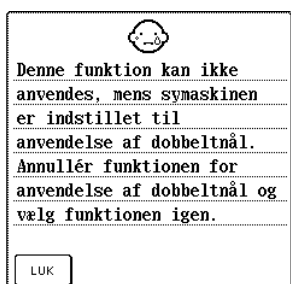 Denne funktion kan ikke
anvendes, mens symaskinen
er indstillet til
anvendelse af dobbeltnål.
Annullér funktionen for
anvendelse af dobbeltnål og
vælg funktionen igen.
LUK